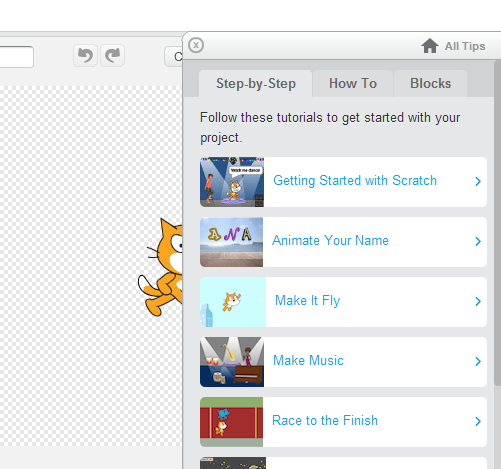 All Tips
Step-by-Step How To Blocks
Follow these tutorials to get started with your
project.
Watch me dance!
Getting Started with Scratch
ANA
Animate Your Name
Make It Fly
Make Music
Race to the Finish